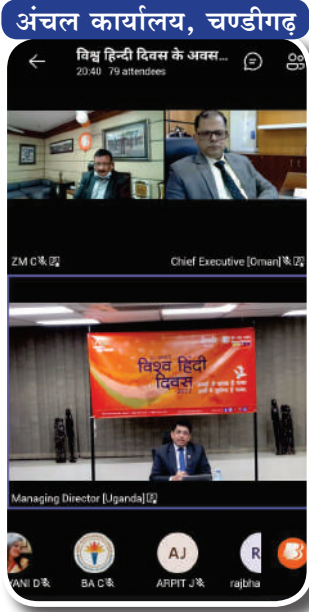 अंचल कार्यालय, चण्डीगढ़
विश्व हिन्दी दिवस के अवस...
20:40 79 attendees
ZM C
Chief Executive [Oman]
विश्व हिंदी
दिवस
Managing Director [Uganda]
YANI D
BA C
AJ
ARPIT J
R
rajbha